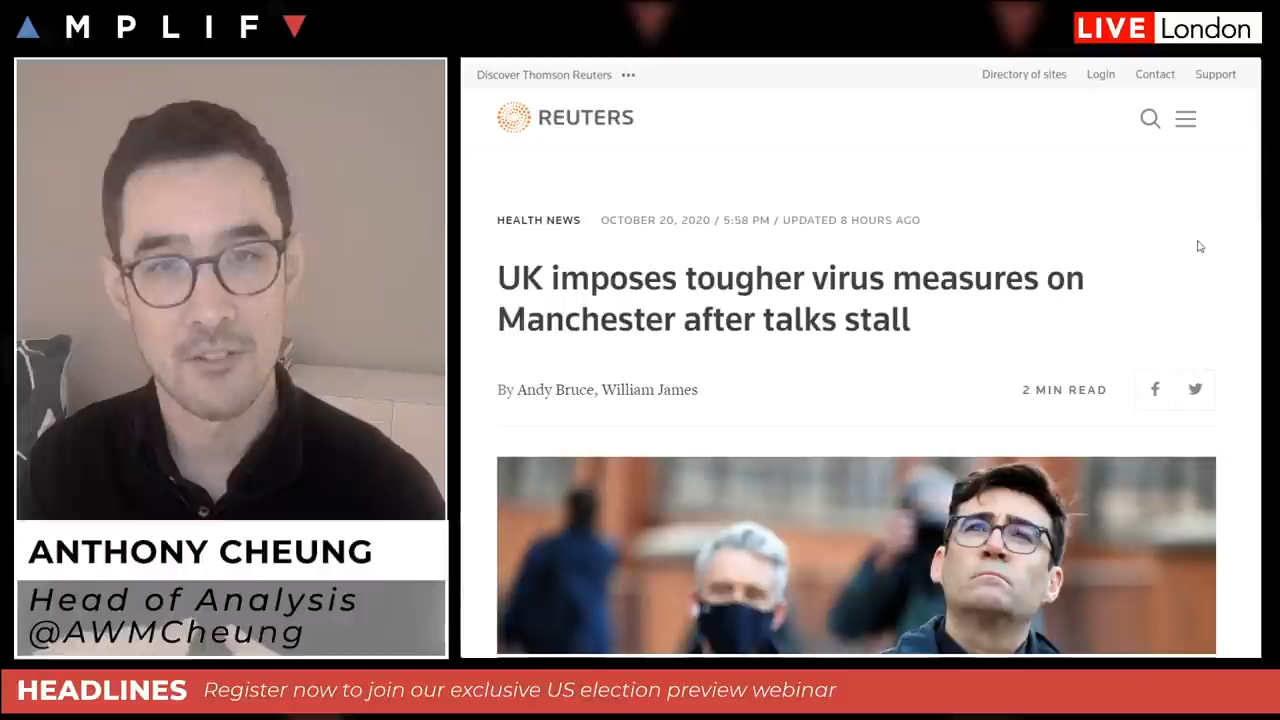 MPLIF
LIVE London
Discover Thomson Reuters •••
Directory of sites Login Contact Support
REUTERS
HEALTH NEWS OCTOBER 20, 2020 / 5:58 PM / UPDATED 8 HOURS AGO
UK imposes tougher virus measures on
Manchester after talks stall
By Andy Bruce, William James
2 MIN READ
ANTHONY CHEUNG
Head of Analysis
@AWMCheung
HEADLINES Register now to join our exclusive US election preview webinar